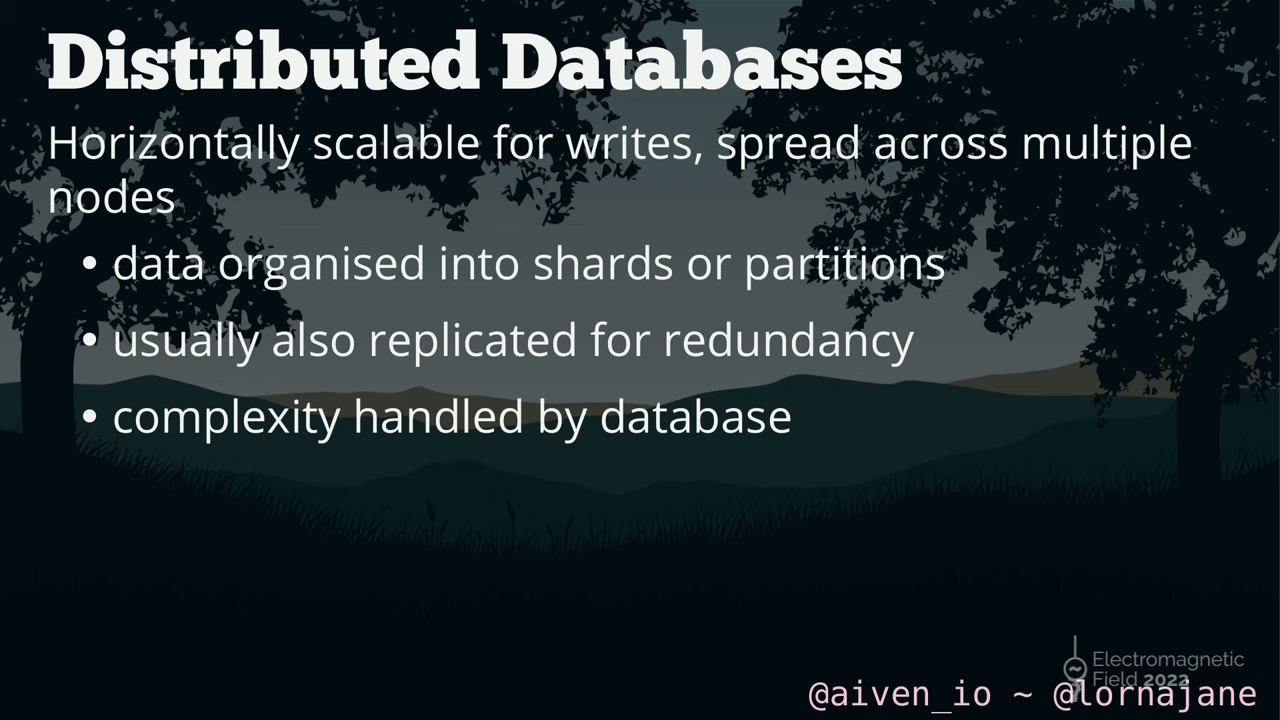 Distributed Databases
Horizontally scalable for writes, spread across multiple
nodes
• data organised into shards or partitions
• usually also replicated for redundancy
• complexity handled by database
Electromagnetic
Field 2022
@aiven_io ~ @lornajane